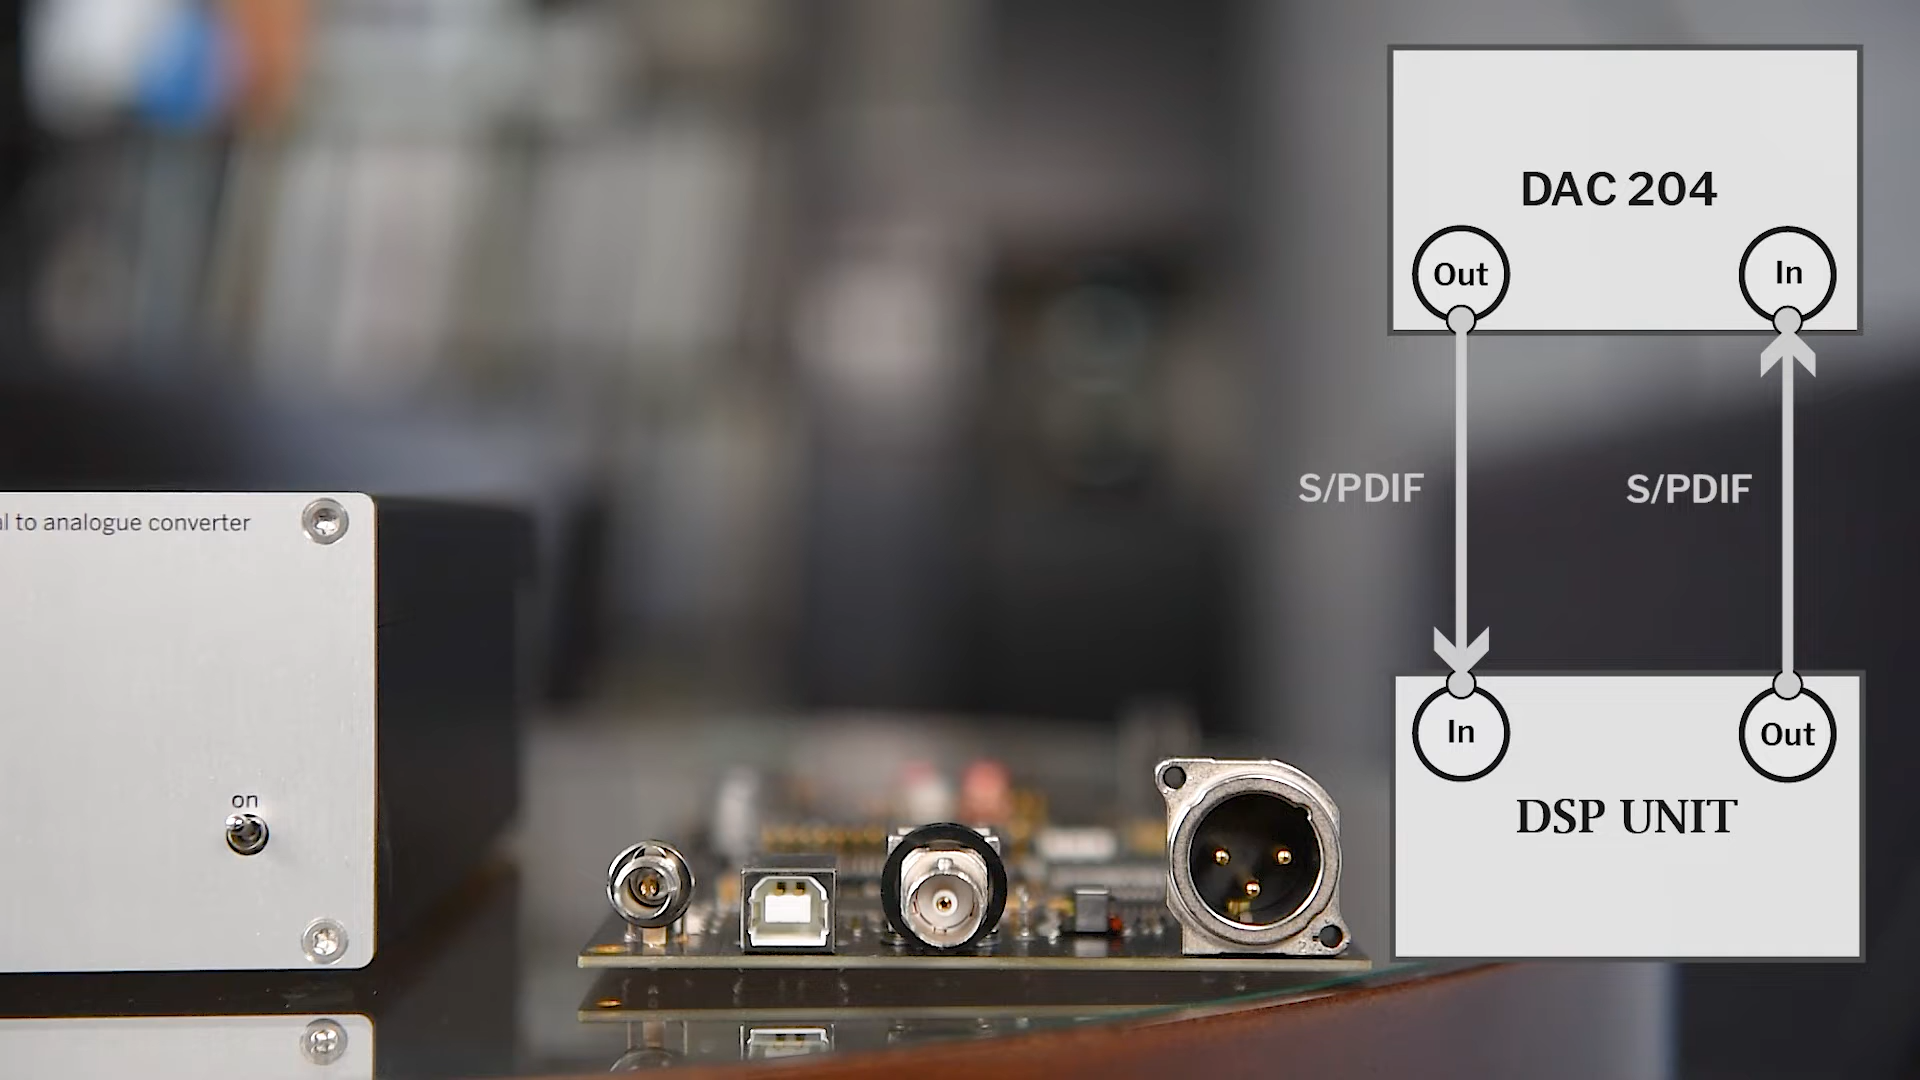 DAC 204
Out
In
S/PDIF
S/PDIF
In
Out
DSP UNIT
to analogue converter
on